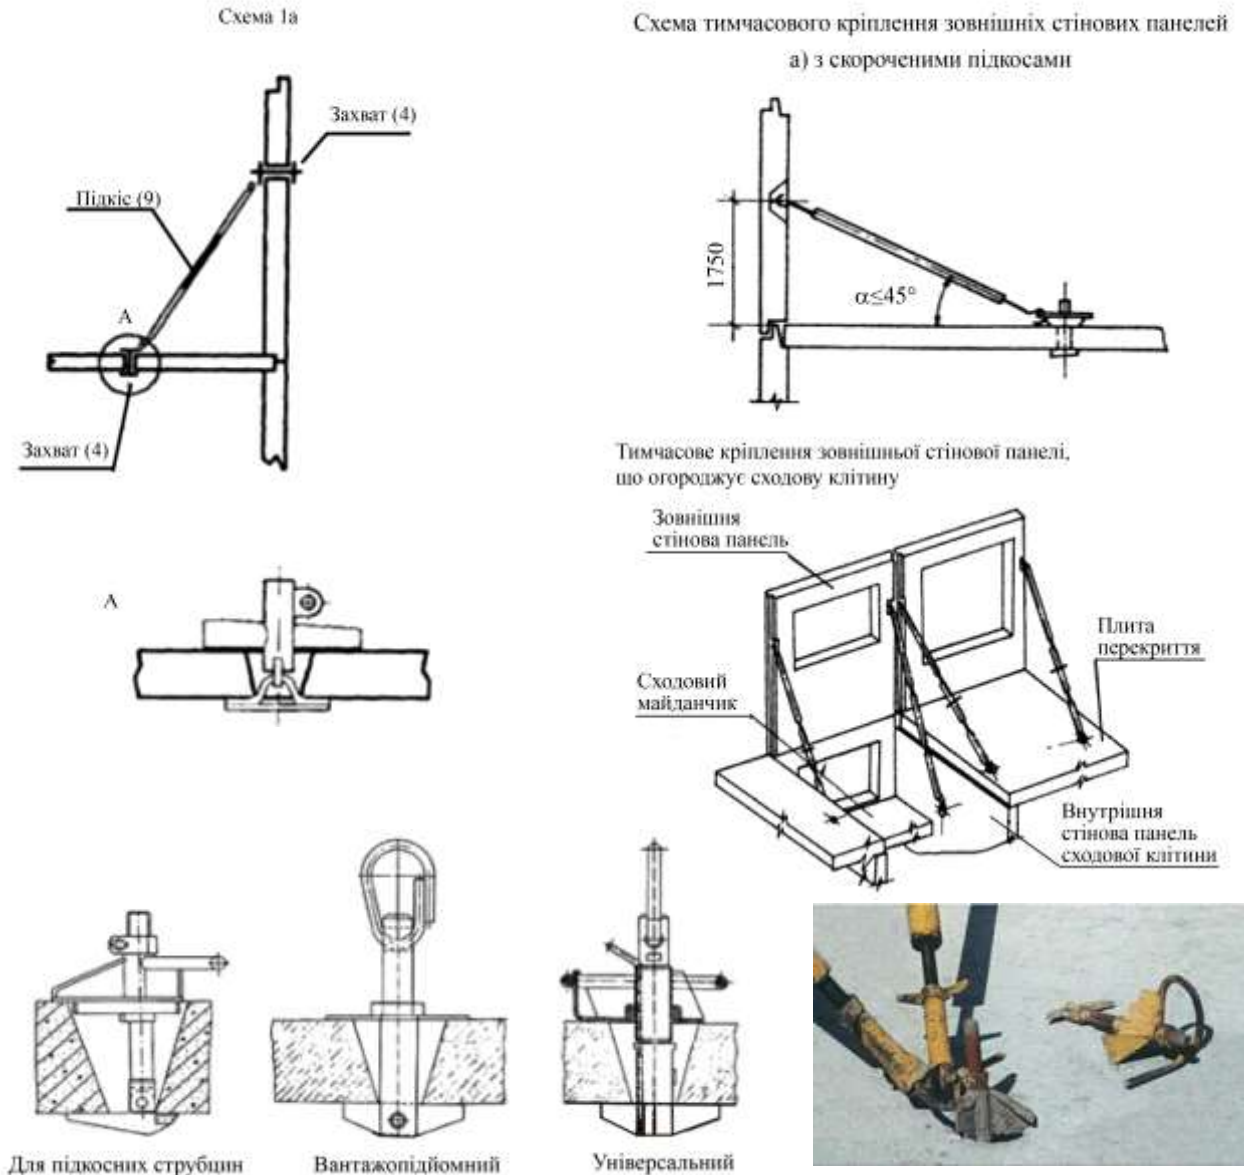 Схема 1а
Захват (4)
Підкіс (9)
А
Захват (4)
Схема тимчасового кріплення зовнішніх стінових панелей
а) з скороченими підкосами
1750
α≤45°
Тимчасове кріплення зовнішньої стінової панелі,
що огороджує сходову клітину
Зовнішня
стінова панель
Плита
перекриття
Сходовий
майданчик
Внутрішня
стінова панель
сходової клітини
А
Для підкосних струбцин
Вантажопідйомний
Універсальний